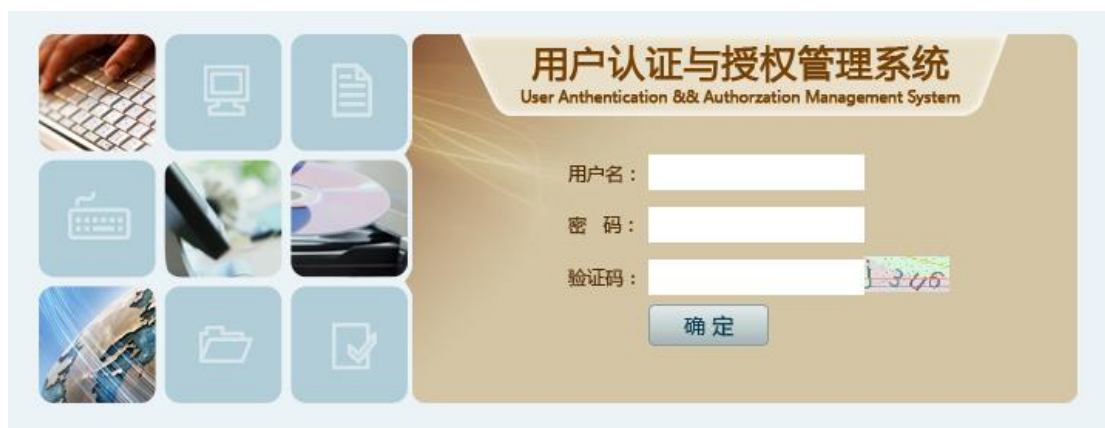 用户认证与授权管理系统
User Anthentication && Authorzation Management System
用户名：
密 码：
验证码：
确 定